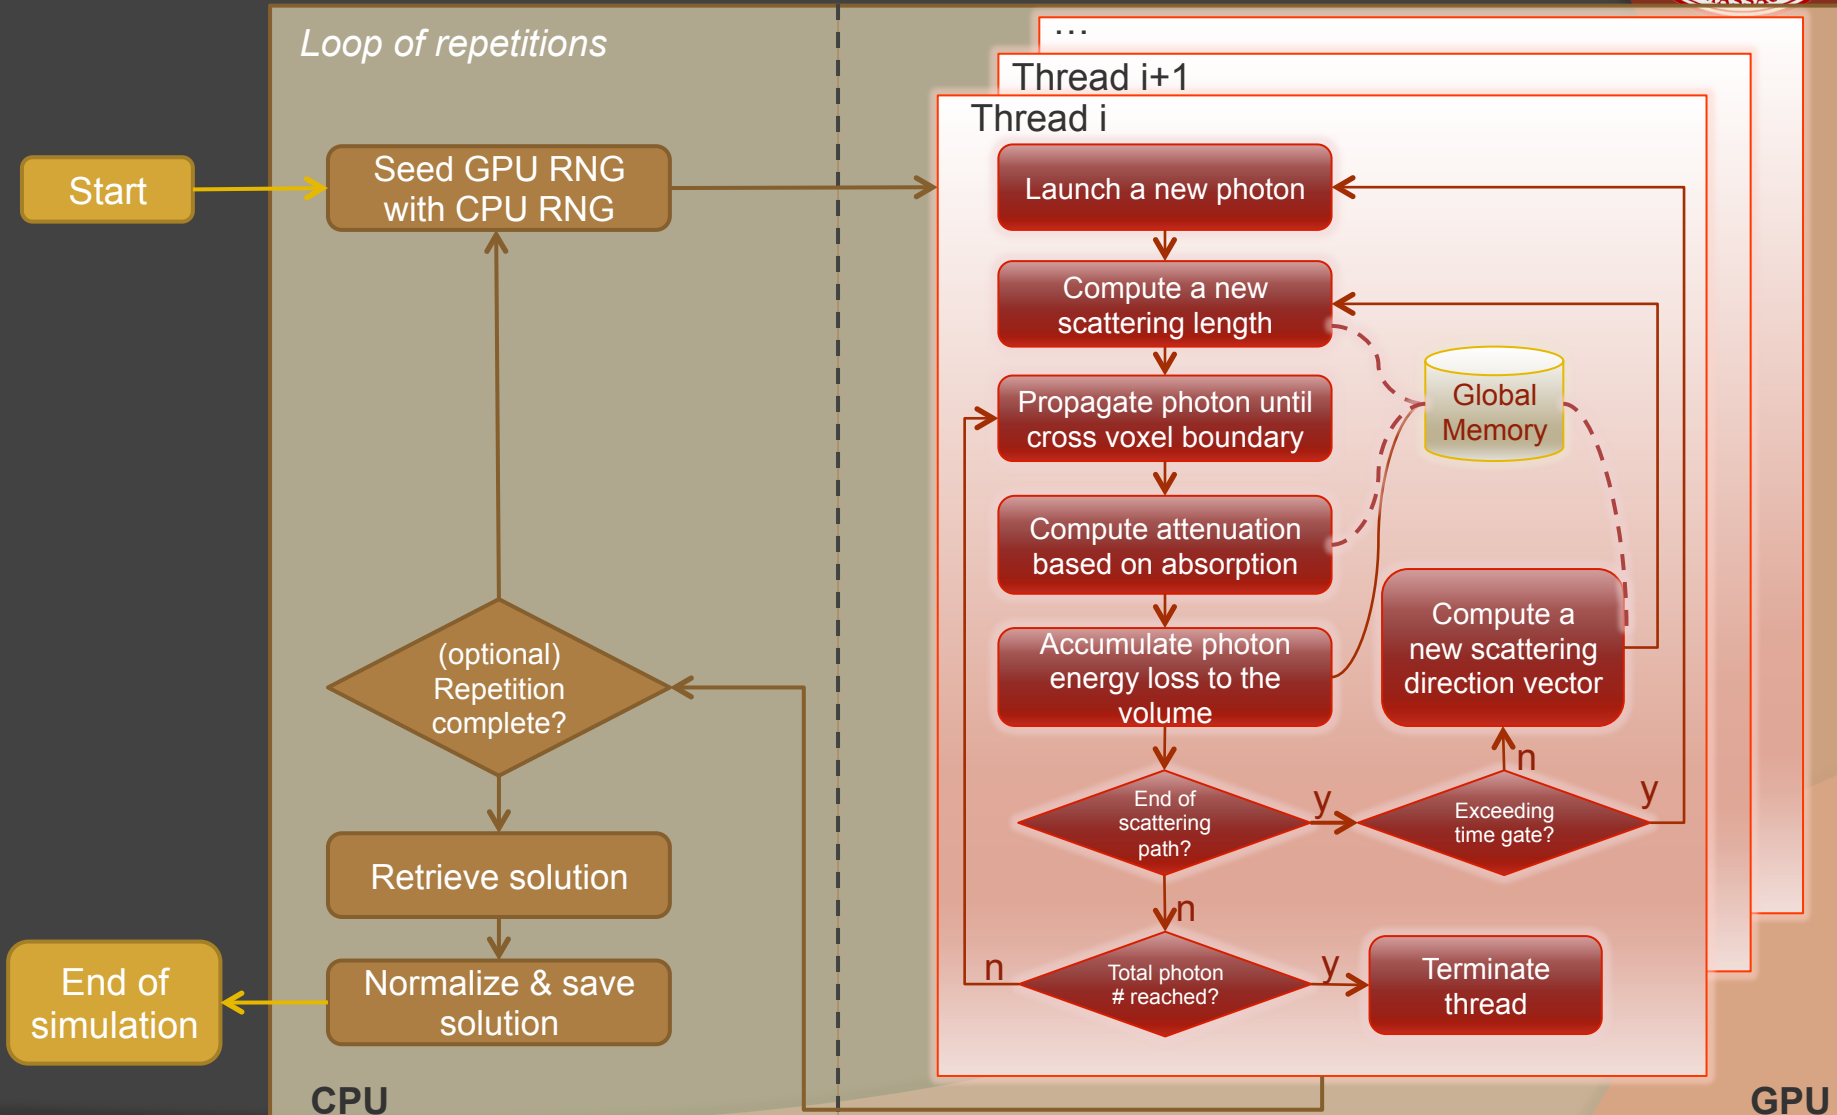 Loop of repetitions
Start
Seed GPU RNG
with CPU RNG
(optional)
Repetition
complete?
Retrieve solution
Normalize & save
solution
End of
simulation
CPU
...
Thread i+1
Thread i
Launch a new photon
Compute a new
scattering length
Propagate photon until
cross voxel boundary
Global
Memory
Compute attenuation
based on absorption
Accumulate photon
energy loss to the
volume
Compute a
new scattering
direction vector
n
End of
scattering
path?
y
Exceeding
time gate?
y
n
n
Total photon
# reached?
y
Terminate
thread
GPU